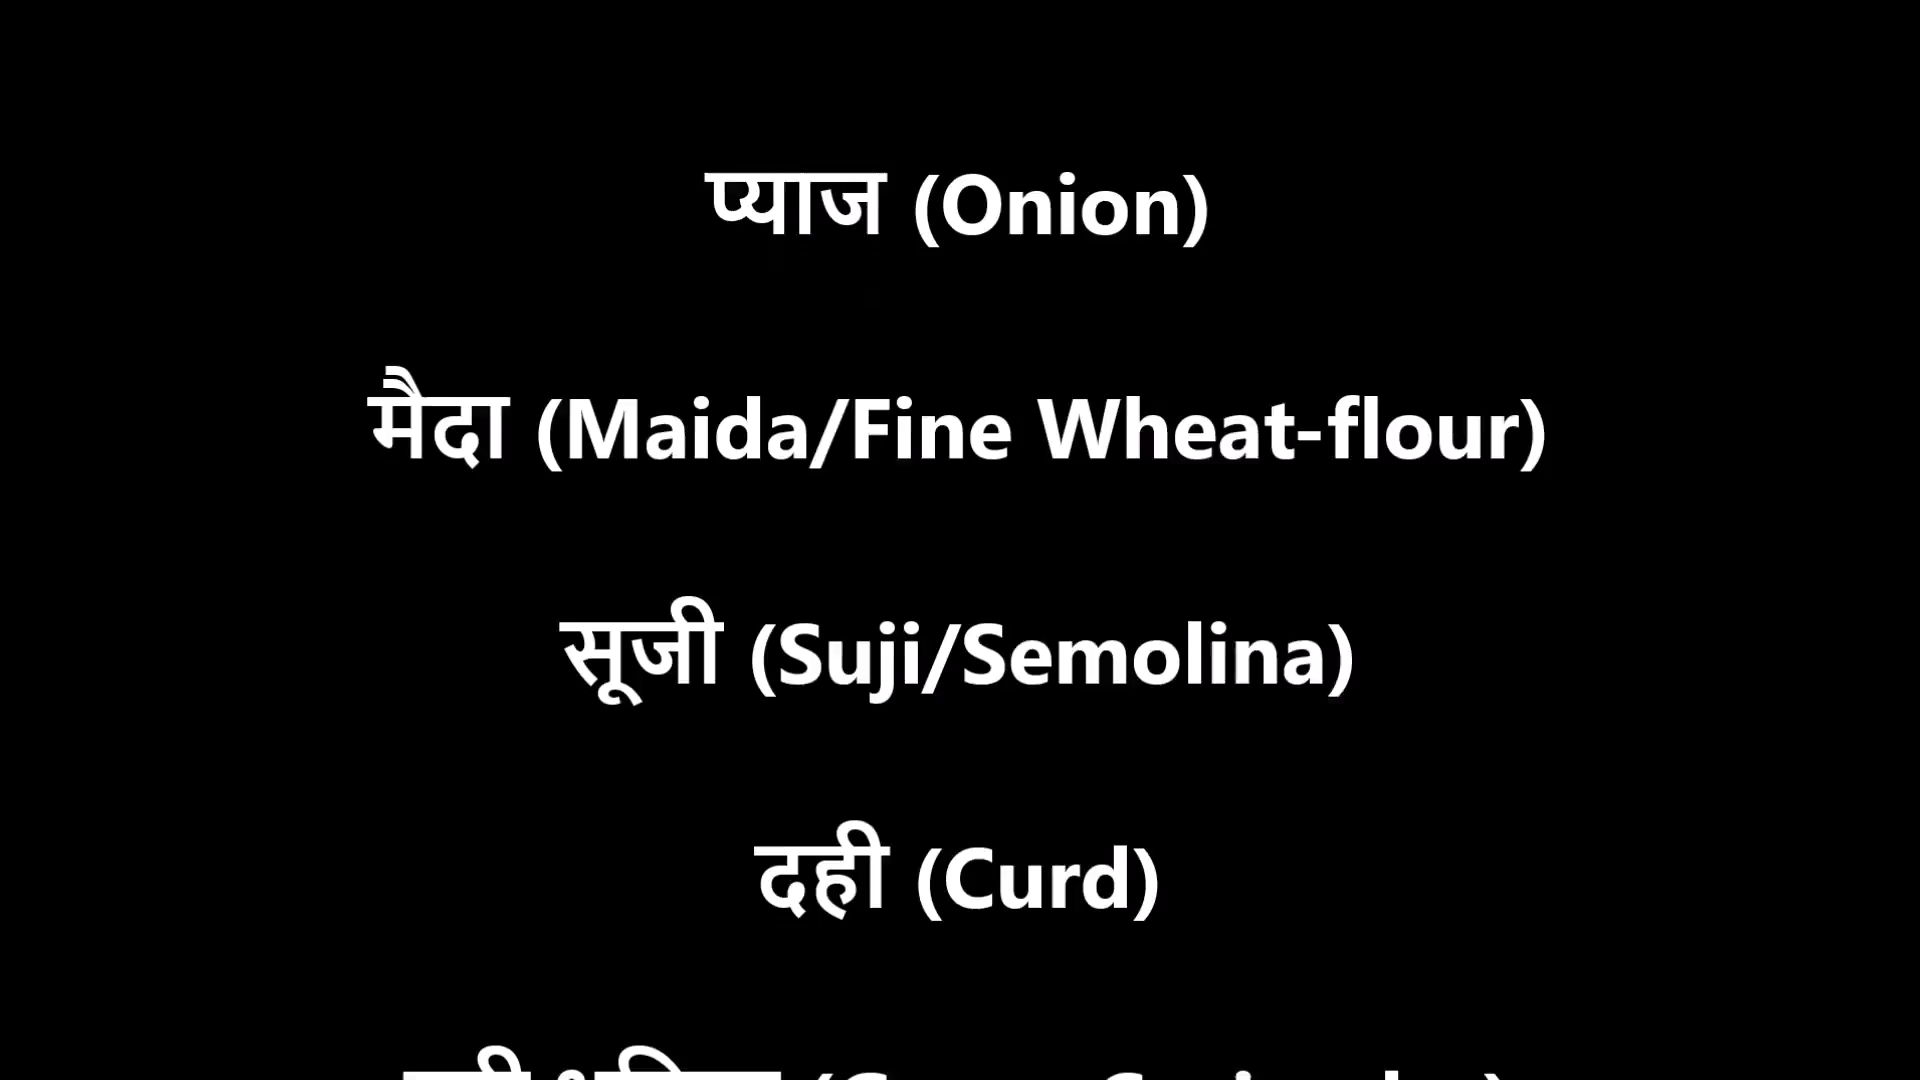 प्याज (Onion)
मैदा (Maida/Fine Wheat-flour)
सूजी (Suji/Semolina)
दही (Curd)